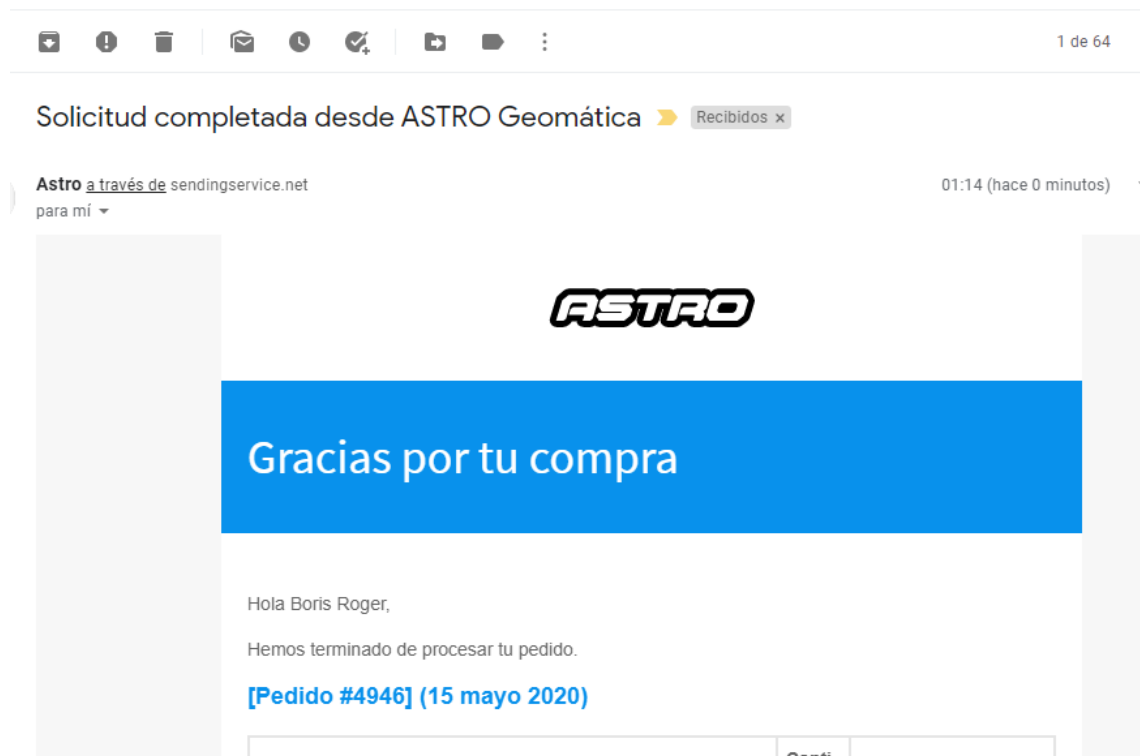 1 de 64
Solicitud completada desde ASTRO Geomática Recibidos x
Astro a través de sendingservice.net 01:14 (hace 0 minutos)
para mí
ASTRO
Gracias por tu compra
Hola Boris Roger,
Hemos terminado de procesar tu pedido.
[Pedido #4946] (15 mayo 2020)
Canti-